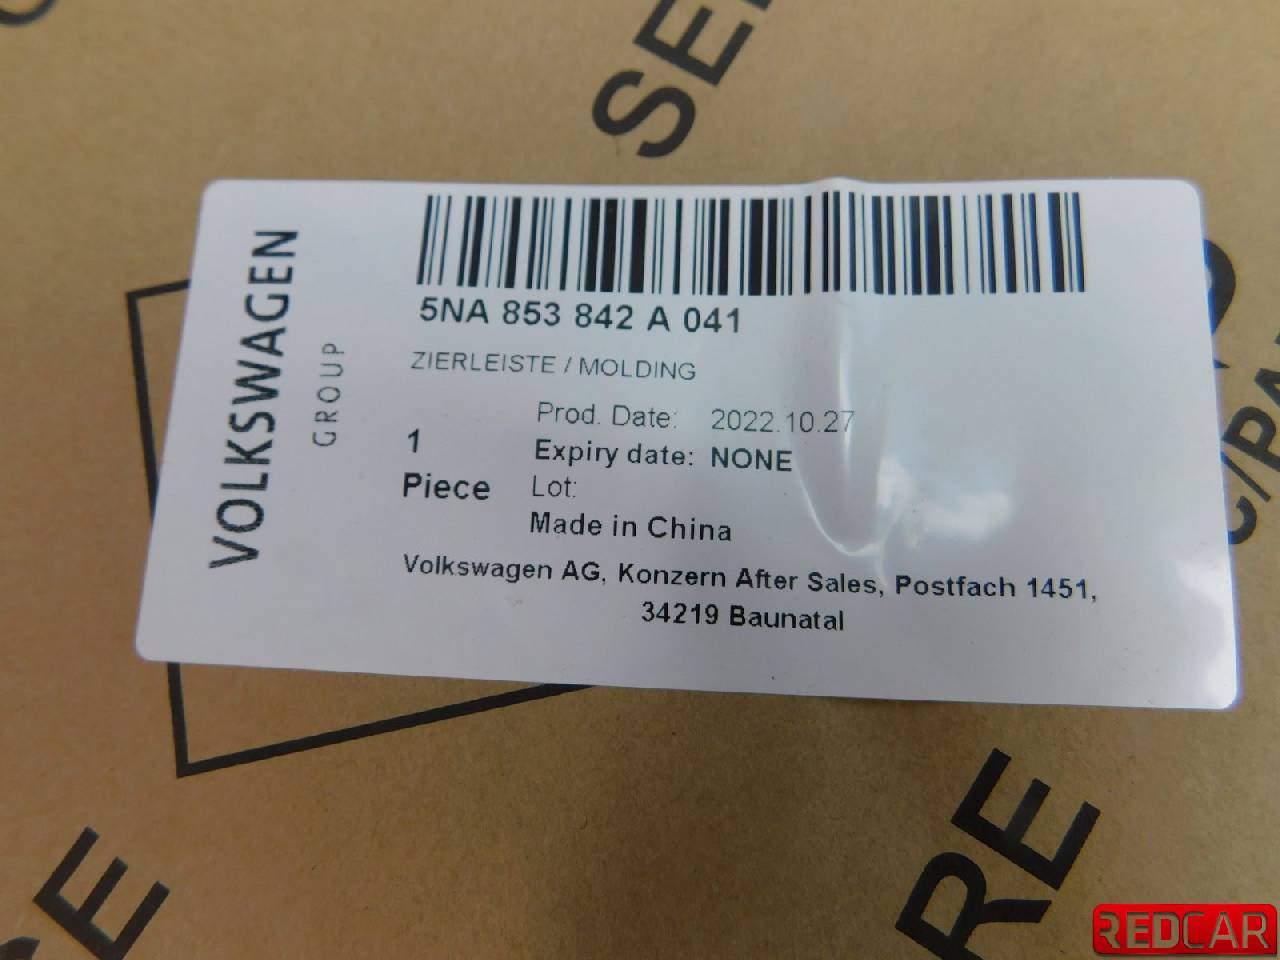 VOLKSWAGEN
GROUP
5NA 853 842 A 041
ZIERLEISTE / MOLDING
Prod. Date: 2022.10.27
1
Expiry date: NONE
Piece
Lot:
Made in China
Volkswagen AG, Konzern After Sales, Postfach 1451,
34219 Baunatal
REDCAR